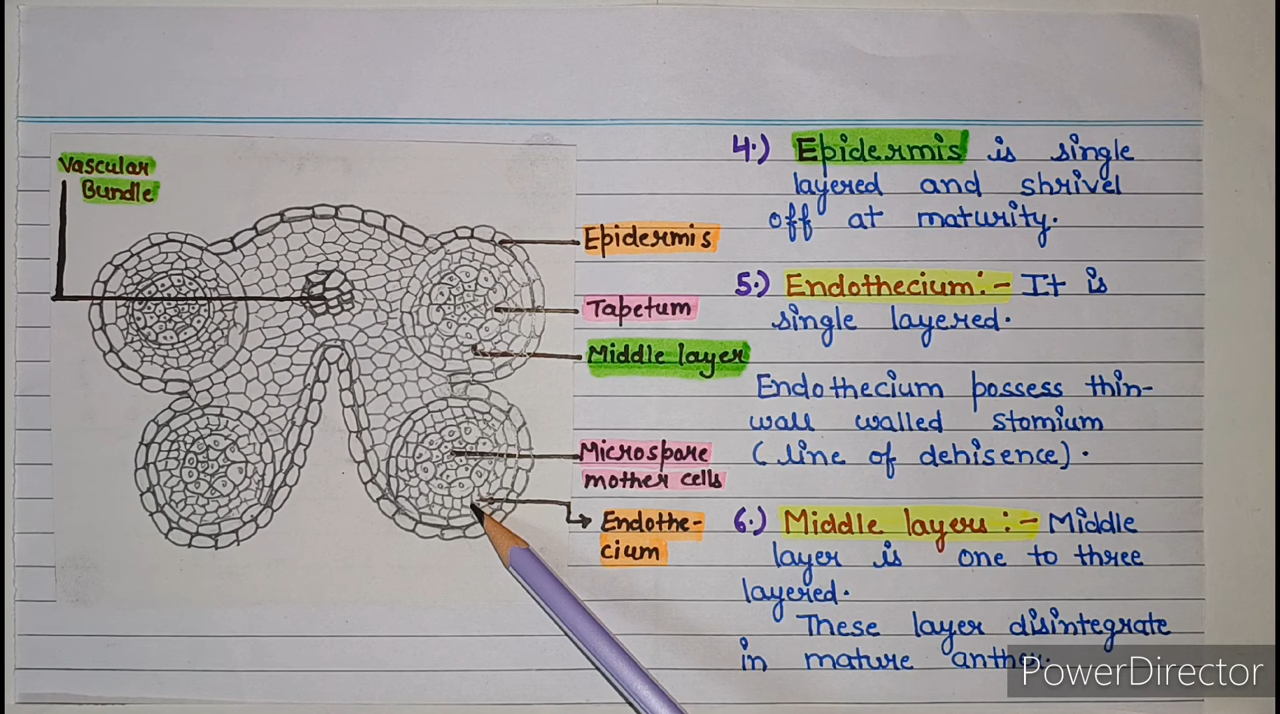 Vascular
Bundle
Epidermis
Tapetum
Middle layer
Microspore
mother cells
Endothe-
cium
4.) Epidermis is single
layered and shrivel
off at maturity.
5.) Endothecium:- It is
single layered.
Endothecium possess thin-
wall walled stomium
(line of dehisence).
6.) Middle layers:- Middle
layer is one to three
layered.
These layer disintegrate
in mature anther.
PowerDirector